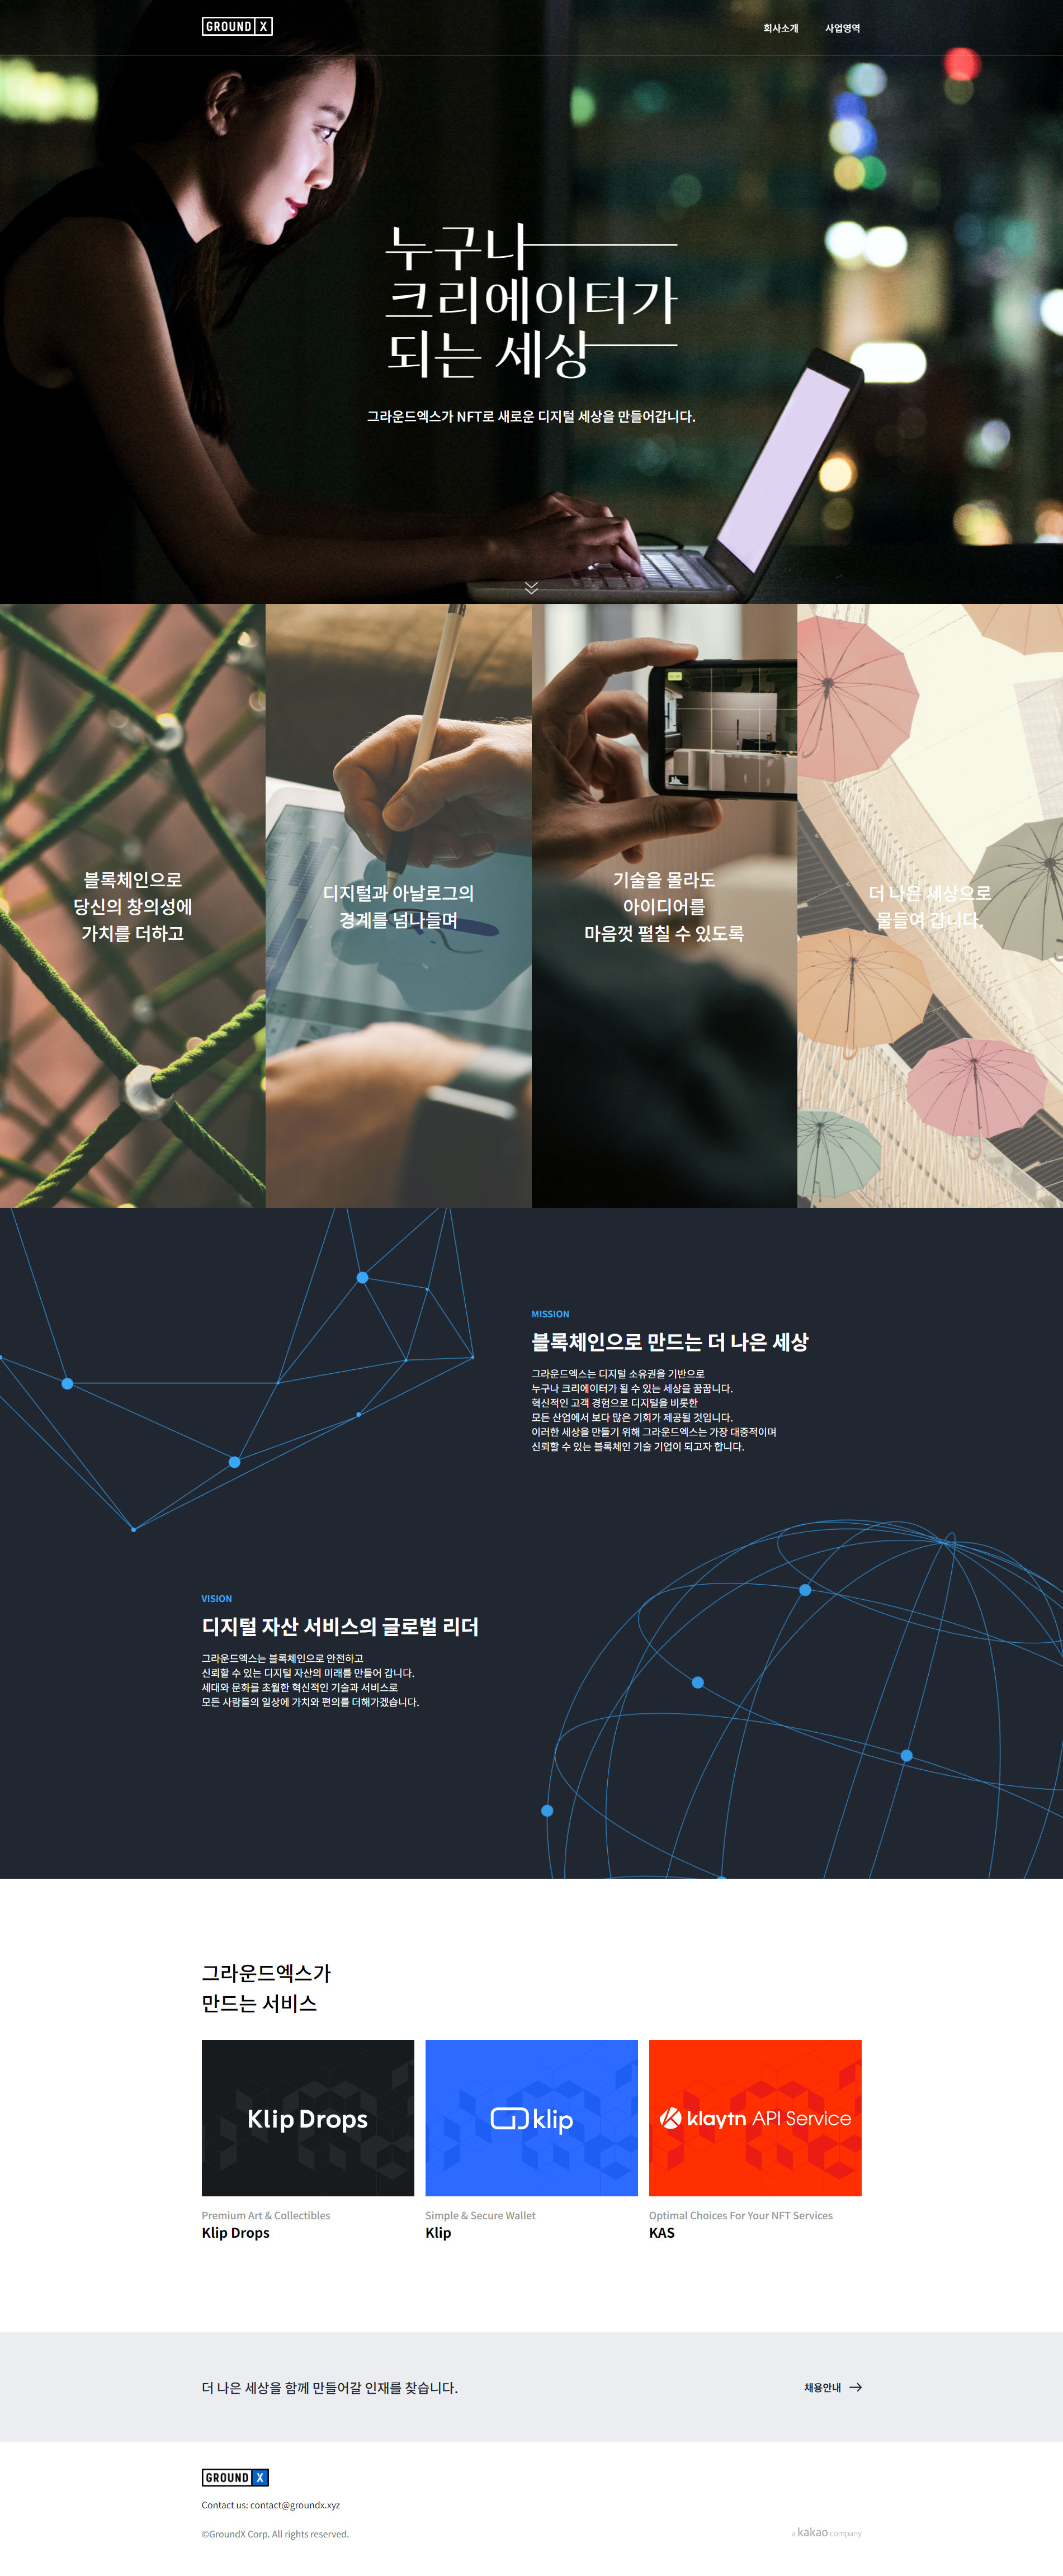 GROUND X
회사소개
사업영역
누구나
크리에이터가
되는 세상
그라운드엑스가 NFT로 새로운 디지털 세상을 만들어갑니다.
블록체인으로
당신의 창의성에
가치를 더하고
디지털과 아날로그의
경계를 넘나들며
기술을 몰라도
아이디어를
마음껏 펼칠 수 있도록
더 나은 세상으로
물들여 갑니다.
MISSION
블록체인으로 만드는 더 나은 세상
그라운드엑스는 디지털 소유권을 기반으로
누구나 크리에이터가 될 수 있는 세상을 꿈꿉니다.
혁신적인 고객 경험으로 디지털을 비롯한
모든 산업에서 보다 많은 기회가 제공될 것입니다.
이러한 세상을 만들기 위해 그라운드엑스는 가장 대중적이며
신뢰할 수 있는 블록체인 기술 기업이 되고자 합니다.
VISION
디지털 자산 서비스의 글로벌 리더
그라운드엑스는 블록체인으로 안전하고
신뢰할 수 있는 디지털 자산의 미래를 만들어 갑니다.
세대와 문화를 초월한 혁신적인 기술과 서비스로
모든 사람들의 일상에 가치와 편의를 더해가겠습니다.
그라운드엑스가
만드는 서비스
Klip Drops
klip
klaytn API Service
Premium Art & Collectibles
Klip Drops
Simple & Secure Wallet
Klip
Optimal Choices For Your NFT Services
KAS
더 나은 세상을 함께 만들어갈 인재를 찾습니다.
채용안내
GROUND X
Contact us: contact@groundx.xyz
©GroundX Corp. All rights reserved.
a kakao company